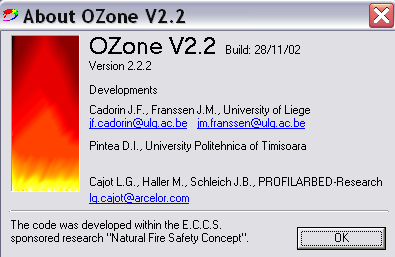 About OZone V2.2
OZone V2.2 Build: 28/11/02
Version 2.2.2
Developments
Cadorin J.F., Franssen J.M., University of Liege
jf.cadorin@ulg.ac.be jm.franssen@ulg.ac.be
Pintea D.I., University Politehnica of Timisoara
Cajot L.G., Haller M., Schleich J.B., PROFILARBED-Research
lg.cajot@arcelor.com
The code was developed within the E.C.C.S.
sponsored research "Natural Fire Safety Concept".
OK